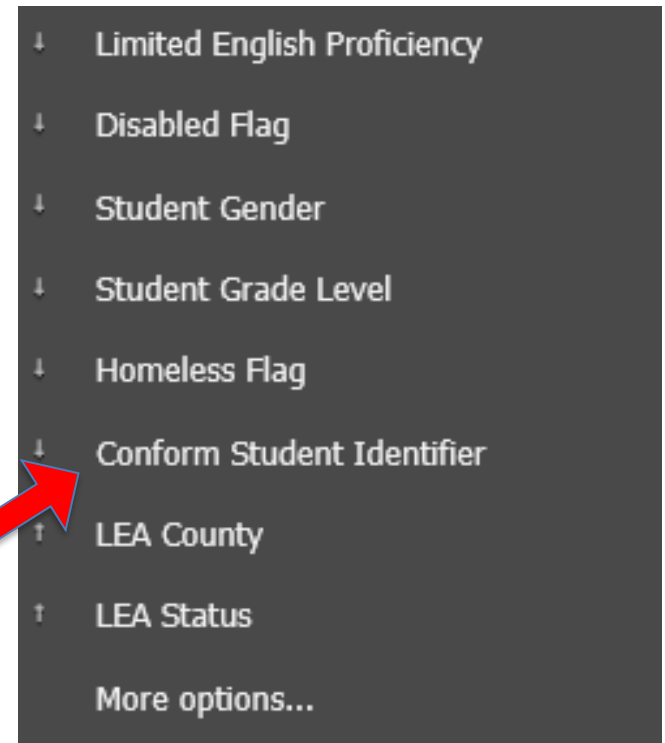 Limited English Proficiency
Disabled Flag
Student Gender
Student Grade Level
Homeless Flag
Conform Student Identifier
LEA County
LEA Status
More options...